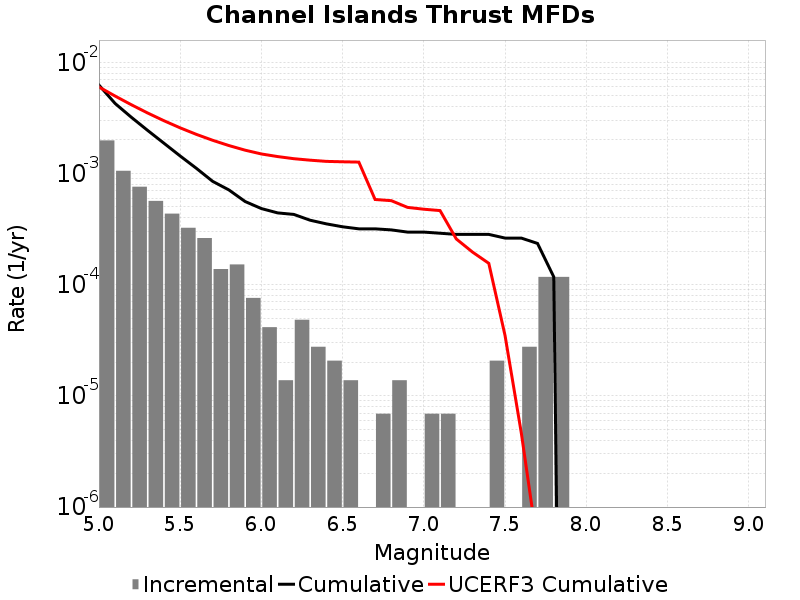 Channel Islands Thrust MFDs
10-2
10-3
10-4
10-5
10-6
Rate (1/yr)
5.0 5.5 6.0 6.5 7.0 7.5 8.0 8.5 9.0
Magnitude
Incremental Cumulative UCERF3 Cumulative